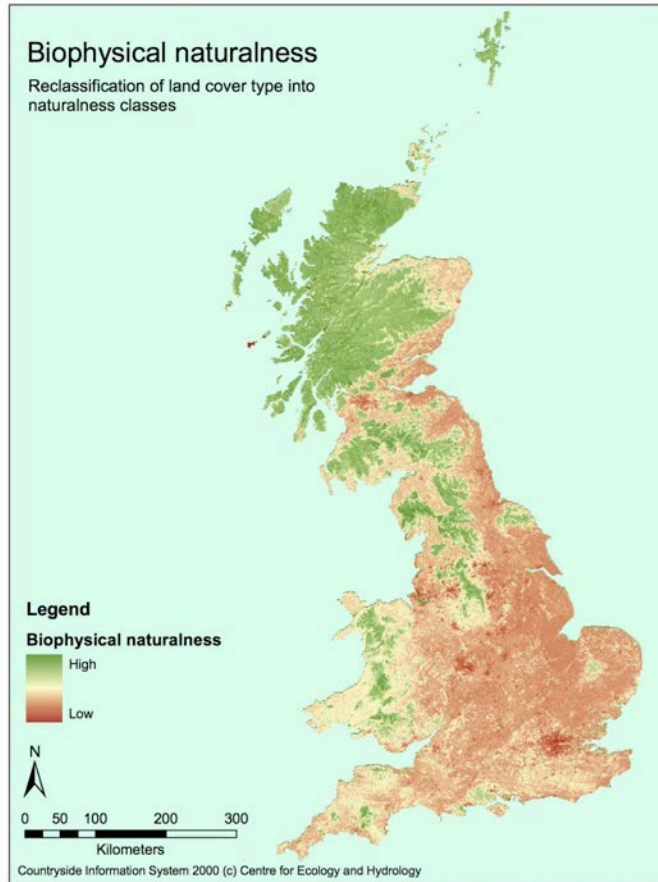 Biophysical naturalness
Reclassification of land cover type into
naturalness classes
Legend
Biophysical naturalness
High
Low
N
0 25 50 100 200 300
Kilometers
Countryside Information System 2000 (c) Centre for Ecology and Hydrology